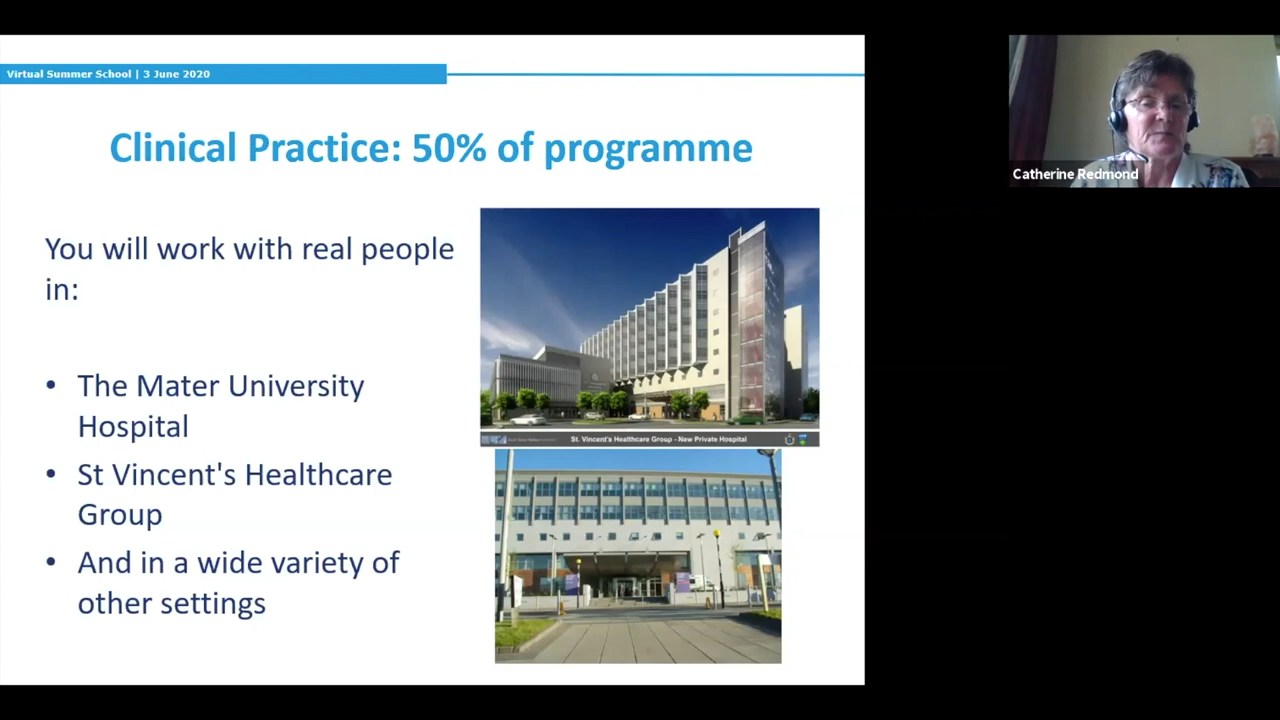 Virtual Summer School | 3 June 2020
Clinical Practice: 50% of programme
You will work with real people
in:
• The Mater University
Hospital
• St Vincent's Healthcare
Group
• And in a wide variety of
other settings
St. Vincent's Healthcare Group - New Private Hospital
Catherine Redmond